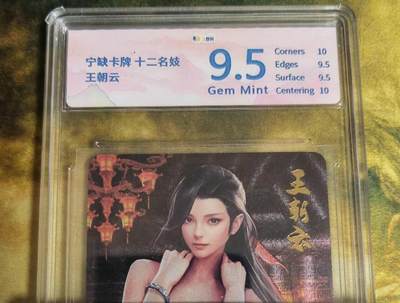 宁缺卡牌 十二名妓
王朝云
9.5
Gem Mint
Corners 10
Edges 9.5
Surface 9.5
Centering 10
王朝云